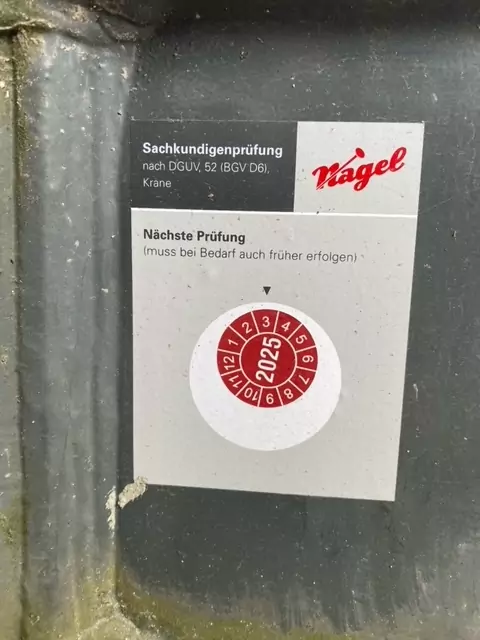 Sachkundigenprüfung
nach DGUV, 52 (BGV D6),
Krane
Nagel
Nächste Prüfung
(muss bei Bedarf auch früher erfolgen)
1 2 3 4 5 6 7 8 9 10 11 12
2025